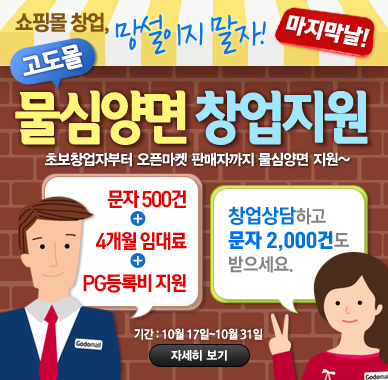 쇼핑몰 창업, 망설이지 말자!
마지막날!
고도몰
물심양면 창업지원
초보창업자부터 오픈마켓 판매자까지 물심양면 지원~
문자 500건
+
4개월 임대료
+
PG등록비 지원
창업상담하고
문자 2,000건도
받으세요.
기간 : 10월 17일~10월 31일
자세히 보기
Godomall
Godomall